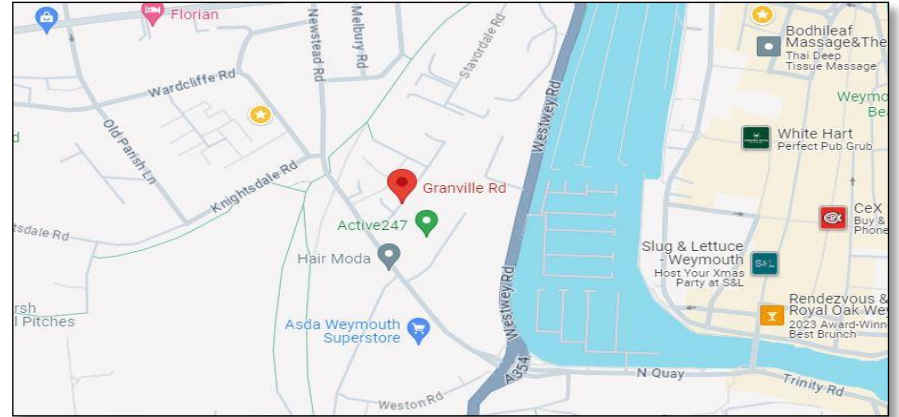 Florian
Newstead Rd
Melbury Rd
Stavordale Rd
Wardcliffe Rd
Old Parish Ln
Knightsdale Rd
Westwey Rd
Granville Rd
Active247
Hair Moda
Asda Weymouth
Superstore
Westwey Rd
A354
Weston Rd
N Quay
Trinity Rd
Bodhileaf
Massage&The
Thai Deep
Tissue Massage
Weymo
Be
White Hart
Perfect Pub Grub
CeX
Buy &
Phone
Slug & Lettuce
- Weymouth
Host Your Xmas
Party at S&L
S&L
Rendezvous &
Royal Oak Wey
2023 Award-Winn
Best Brunch
tsdale Rd
rsh
l Pitches
d